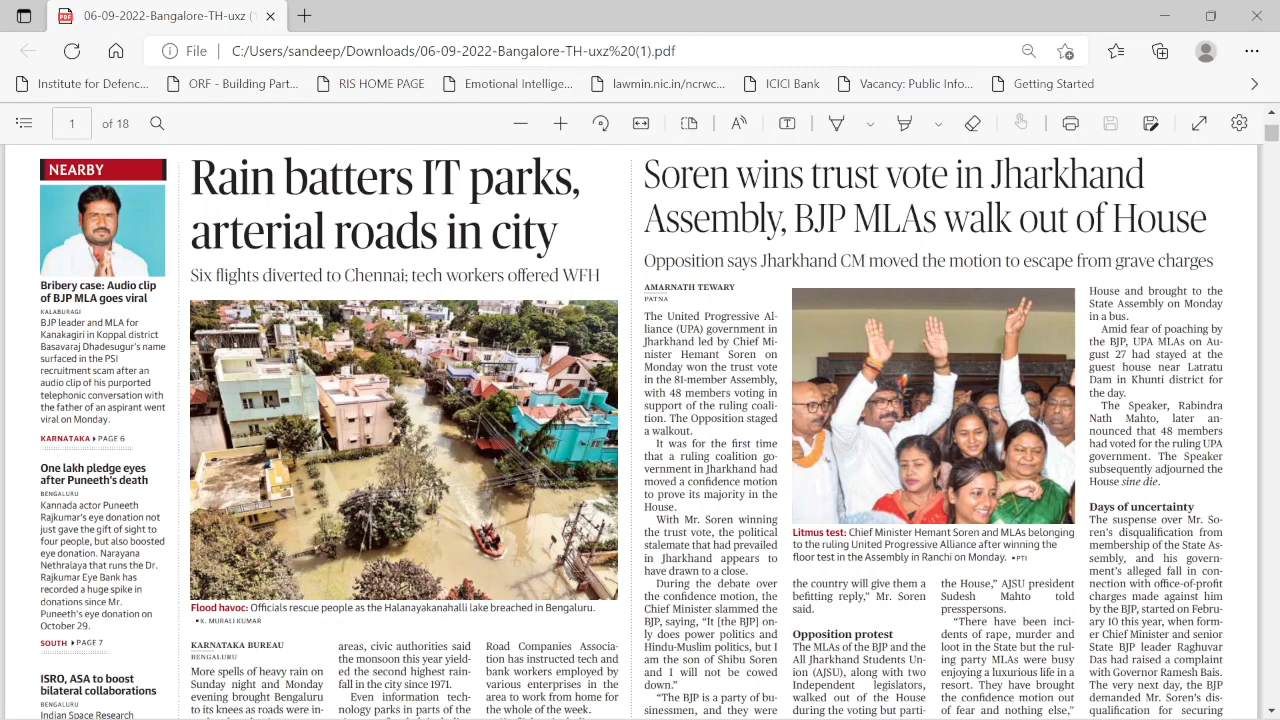 06-09-2022-Bangalore-TH-uxz (1
File C:/Users/sandeep/Downloads/06-09-2022-Bangalore-TH-uxz%20(1).pdf
Institute for Defenc... ORF - Building Part... RIS HOME PAGE Emotional Intellige... lawmin.nic.in/ncrwc... ICICI Bank Vacancy: Public Info... Getting Started
1 of 18
NEARBY
Bribery case: Audio clip
of BJP MLA goes viral
KALABURAGI
BJP leader and MLA for
Kanakagiri in Koppal district
Basavaraj Dhadesugur's name
surfaced in the PSI
recruitment scam after an
audio clip of his purported
telephonic conversation with
the father of an aspirant went
viral on Monday.
KARNATAKA PAGE 6
One lakh pledge eyes
after Puneeth's death
BENGALURU
Kannada actor Puneeth
Rajkumar's eye donation not
just gave the gift of sight to
four people, but also boosted
eye donation. Narayana
Nethralaya that runs the Dr.
Rajkumar Eye Bank has
recorded a huge spike in
donations since Mr.
Puneeth's eye donation on
October 29.
SOUTH PAGE 7
ISRO, ASA to boost
bilateral collaborations
BENGALURU
Indian Space Research
Rain batters IT parks,
arterial roads in city
Six flights diverted to Chennai; tech workers offered WFH
Flood havoc: Officials rescue people as the Halanayakanahalli lake breached in Bengaluru.
K. MURALI KUMAR
KARNATAKA BUREAU
BENGALURU
More spells of heavy rain on
Sunday night and Monday
evening brought Bengaluru
to its knees as roads were in-
areas, civic authorities said
the monsoon this year yield-
ed the second highest rain-
fall in the city since 1971.
Even information tech-
nology parks in parts of the
Road Companies Associa-
tion has instructed tech and
bank workers employed by
various enterprises in the
area to work from home for
the whole of the week.
Soren wins trust vote in Jharkhand
Assembly, BJP MLAs walk out of House
Opposition says Jharkhand CM moved the motion to escape from grave charges
AMARNATH TEWARY
PATNA
The United Progressive Al-
liance (UPA) government in
Jharkhand led by Chief Mi-
nister Hemant Soren on
Monday won the trust vote
in the 81-member Assembly,
with 48 members voting in
support of the ruling coali-
tion. The Opposition staged
a walkout.
It was for the first time
that a ruling coalition go-
vernment in Jharkhand had
moved a confidence motion
to prove its majority in the
House.
With Mr. Soren winning
the trust vote, the political
stalemate that had prevailed
in Jharkhand appears to
have drawn to a close.
During the debate over
the confidence motion, the
Chief Minister slammed the
BJP, saying, “It [the BJP] on-
ly does power politics and
Hindu-Muslim politics, but I
am the son of Shibu Soren
and I will not be cowed
down.”
“The BJP is a party of bu-
sinessmen, and they were
Litmus test: Chief Minister Hemant Soren and MLAs belonging
to the ruling United Progressive Alliance after winning the
floor test in the Assembly in Ranchi on Monday. PTI
the country will give them a
befitting reply,” Mr. Soren
said.
Opposition protest
The MLAs of the BJP and the
All Jharkhand Students Un-
ion (AJSU), along with two
Independent legislators,
walked out of the House
during the voting but parti-
the House,” AJSU president
Sudesh Mahto told
presspersons.
“There have been inci-
dents of rape, murder and
loot in the State but the rul-
ing party MLAs were busy
enjoying a luxurious life in a
resort. They have brought
the confidence motion out
of fear and nothing else,”
House and brought to the
State Assembly on Monday
in a bus.
Amid fear of poaching by
the BJP, UPA MLAs on Au-
gust 27 had stayed at the
guest house near Latratu
Dam in Khunti district for
the day.
The Speaker, Rabindra
Nath Mahto, later an-
nounced that 48 members
had voted for the ruling UPA
government. The Speaker
subsequently adjourned the
House sine die.
Days of uncertainty
The suspense over Mr. So-
ren's disqualification from
membership of the State As-
sembly, and his govern-
ment's alleged fall in con-
nection with office-of-profit
charges made against him
by the BJP, started on Febru-
ary 10 this year, when form-
er Chief Minister and senior
State BJP leader Raghuvar
Das had raised a complaint
with Governor Ramesh Bais.
The very next day, the BJP
demanded Mr. Soren's dis-
qualification for securing